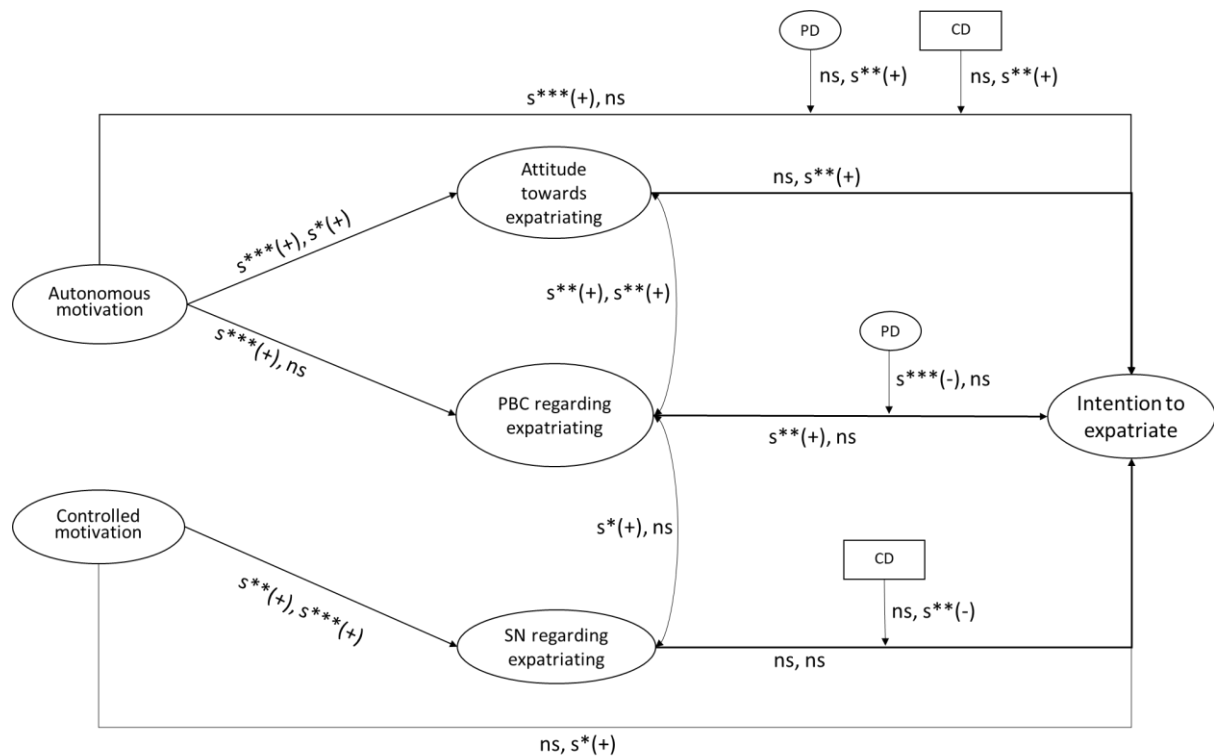 PD
CD
ns, s**(+)
ns, s**(+)
s***(+), ns
Attitude
towards
expatriating
ns, s**(+)
s***(+), s*(+)
Autonomous
motivation
s**(+), s**(+)
PD
s***(+), ns
s***(-), ns
PBC regarding
expatriating
Intention to
expatriate
s**(+), ns
Controlled
motivation
s*(+), ns
CD
s**(+), s***(+)
ns, s**(-)
SN regarding
expatriating
ns, ns
ns, s*(+)